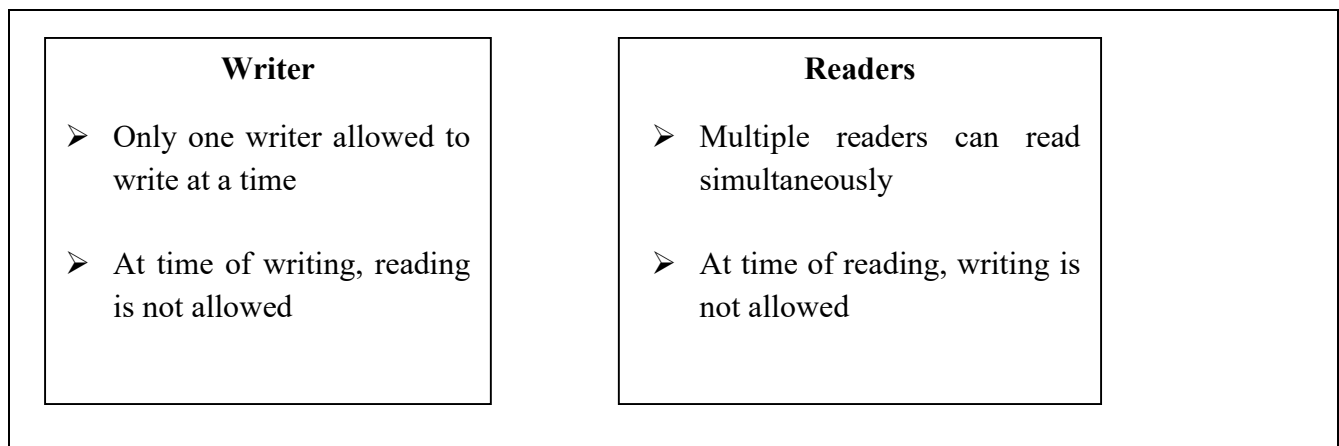 Writer
➢ Only one writer allowed to
write at a time
➢ At time of writing, reading
is not allowed
Readers
➢ Multiple readers can read
simultaneously
➢ At time of reading, writing is
not allowed